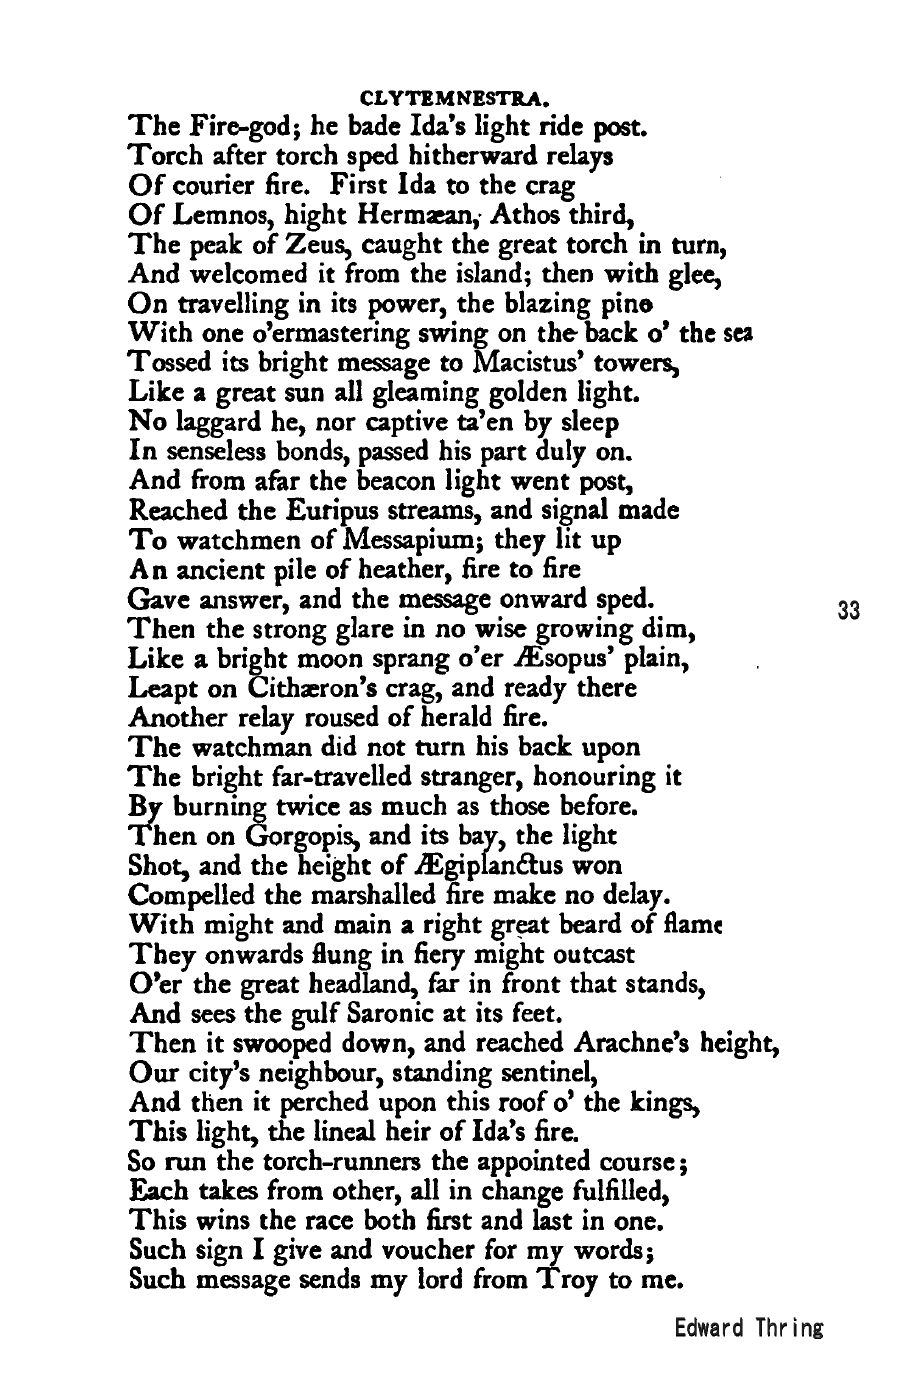 CLYTEMNESTRA.
The Fire-god; he bade Ida's light ride post.
Torch after torch sped hitherward relays
Of courier fire. First Ida to the crag
Of Lemnos, hight Hermæan, Athos third,
The peak of Zeus, caught the great torch in turn,
And welcomed it from the island; then with glee,
On travelling in its power, the blazing pine
With one o'ermastering swing on the back o' the sea
Tossed its bright message to Macistus' towers,
Like a great sun all gleaming golden light.
No laggard he, nor captive ta'en by sleep
In senseless bonds, passed his part duly on.
And from afar the beacon light went post,
Reached the Euripus streams, and signal made
To watchmen of Messapium; they lit up
An ancient pile of heather, fire to fire
Gave answer, and the message onward sped.
33
Then the strong glare in no wise growing dim,
Like a bright moon sprang o'er Æsopus' plain,
Leapt on Cithæron's crag, and ready there
Another relay roused of herald fire.
The watchman did not turn his back upon
The bright far-travelled stranger, honouring it
By burning twice as much as those before.
Then on Gorgopis, and its bay, the light
Shot, and the height of Ægiplanctus won
Compelled the marshalled fire make no delay.
With might and main a right great beard of flame
They onwards flung in fiery might outcast
O'er the great headland, far in front that stands,
And sees the gulf Saronic at its feet.
Then it swooped down, and reached Arachne's height,
Our city's neighbour, standing sentinel,
And then it perched upon this roof o' the kings,
This light, the lineal heir of Ida's fire.
So run the torch-runners the appointed course;
Each takes from other, all in change fulfilled,
This wins the race both first and last in one.
Such sign I give and voucher for my words;
Such message sends my lord from Troy to me.
Edward Thring